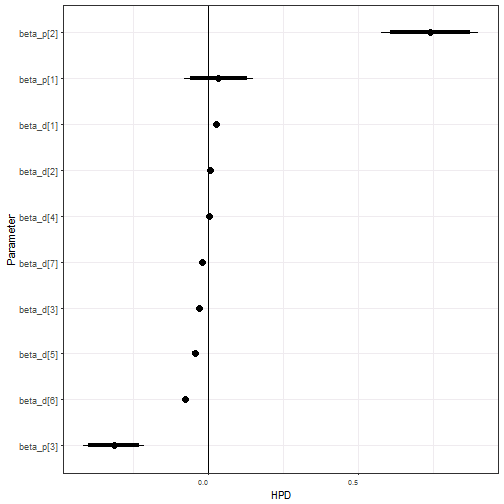 beta_p[2]
beta_p[1]
beta_d[1]
beta_d[2]
beta_d[4]
beta_d[7]
beta_d[3]
beta_d[5]
beta_d[6]
beta_p[3]
Parameter
0.0
0.5
HPD